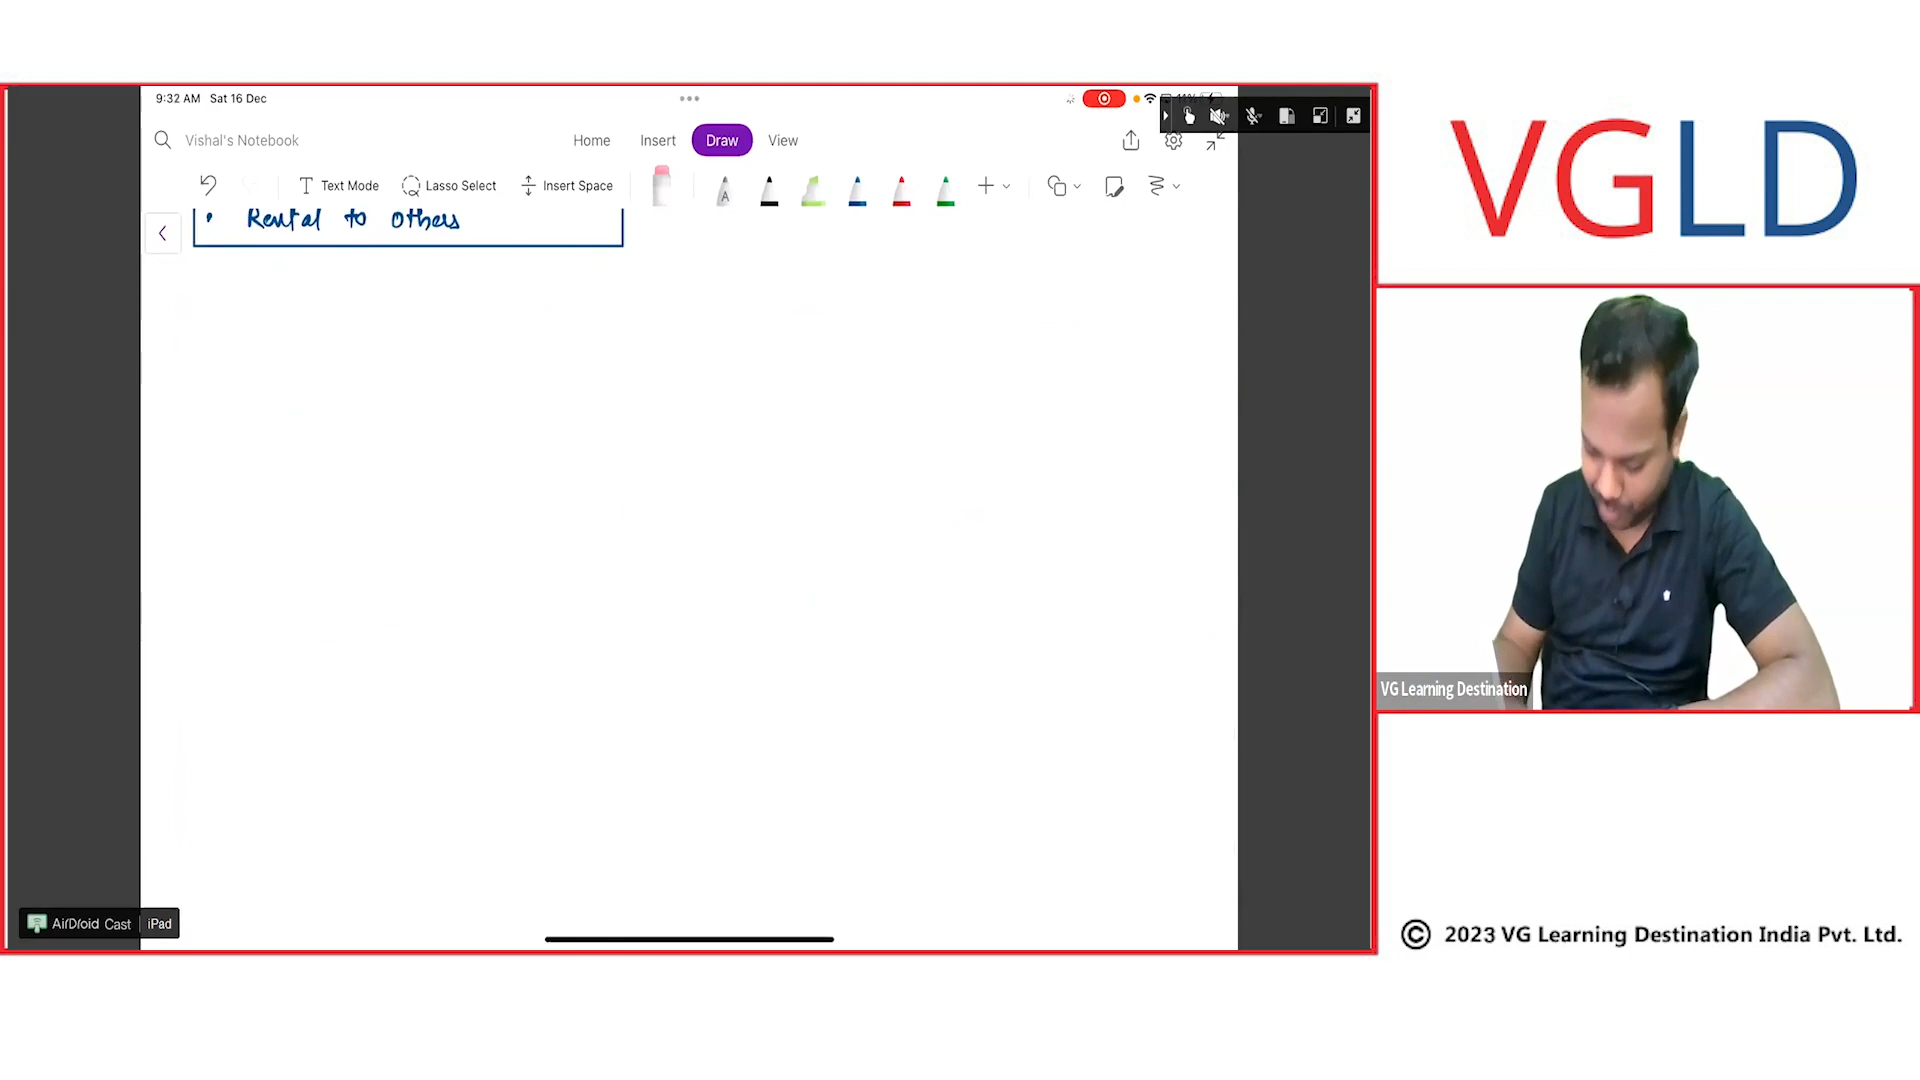 9:32 AM Sat 16 Dec
VGLD
Vishal's Notebook
Home Insert Draw View
Text Mode Lasso Select Insert Space
A
• Rental to others
VG Learning Destination
AirDroid Cast iPad
© 2023 VG Learning Destination India Pvt. Ltd.